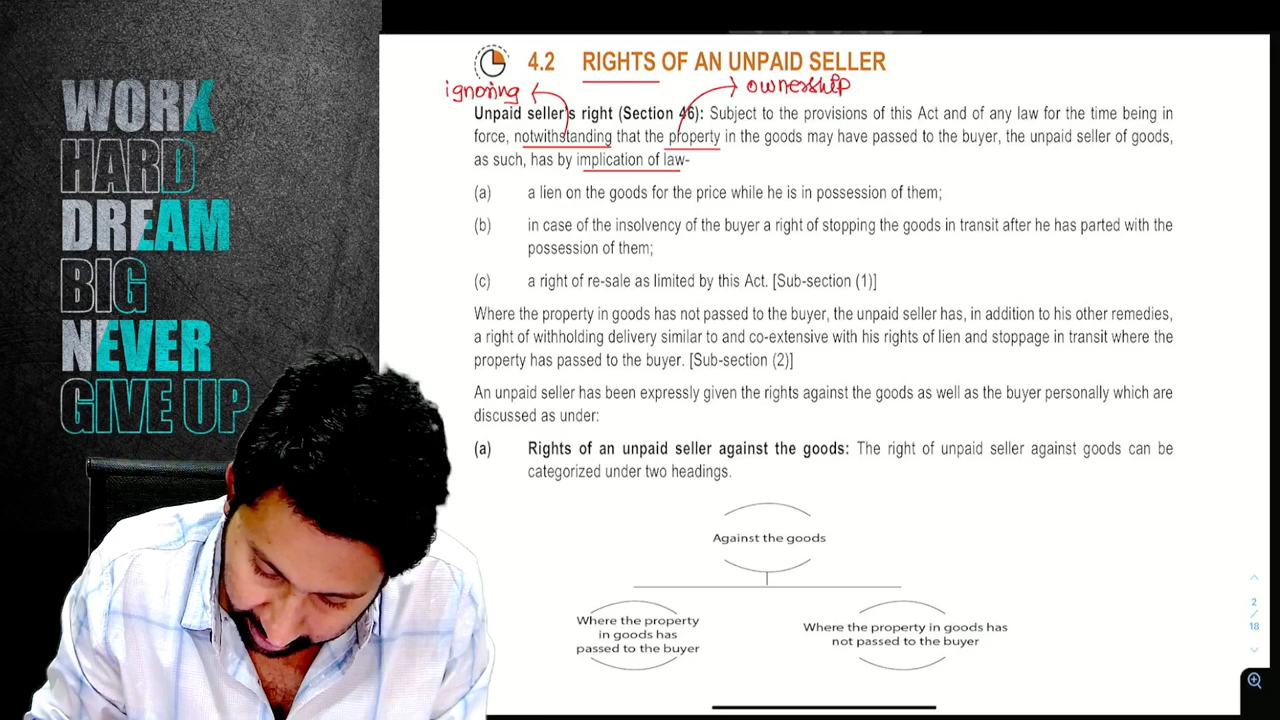 WORK
HARD
DREAM
BIG
NEVER
GIVE UP
4.2 RIGHTS OF AN UNPAID SELLER
ignoring
ownership
Unpaid seller's right (Section 46): Subject to the provisions of this Act and of any law for the time being in
force, notwithstanding that the property in the goods may have passed to the buyer, the unpaid seller of goods,
as such, has by implication of law-
(a) a lien on the goods for the price while he is in possession of them;
(b) in case of the insolvency of the buyer a right of stopping the goods in transit after he has parted with the
possession of them;
(c) a right of re-sale as limited by this Act. [Sub-section (1)]
Where the property in goods has not passed to the buyer, the unpaid seller has, in addition to his other remedies,
a right of withholding delivery similar to and co-extensive with his rights of lien and stoppage in transit where the
property has passed to the buyer. [Sub-section (2)]
An unpaid seller has been expressly given the rights against the goods as well as the buyer personally which are
discussed as under:
(a) Rights of an unpaid seller against the goods: The right of unpaid seller against goods can be
categorized under two headings.
Against the goods
Where the property
in goods has
passed to the buyer
Where the property in goods has
not passed to the buyer
2
/
18